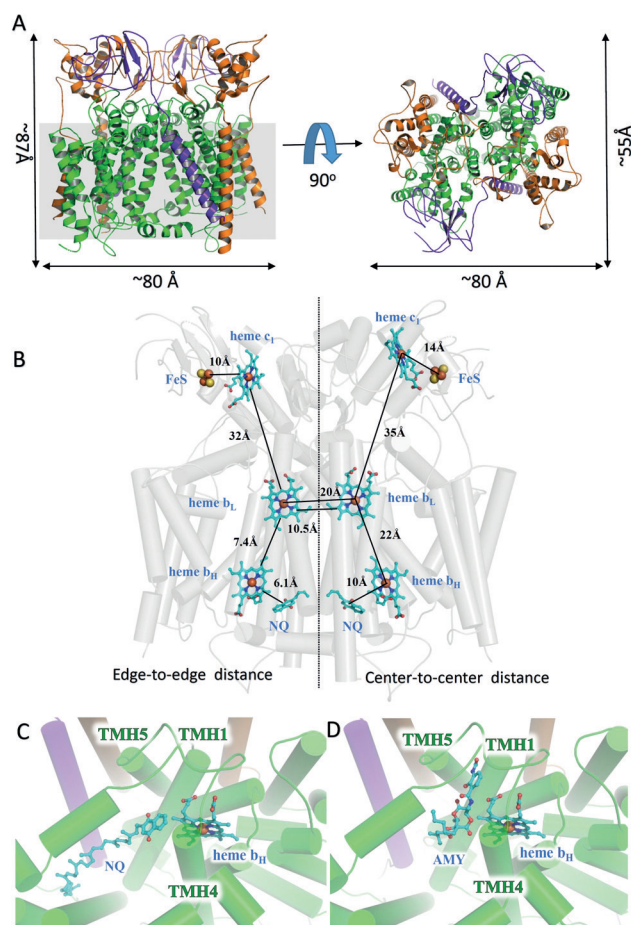 A
~87Å
90º
~55Å
~80 Å
~80 Å
B
heme c1
heme c1
10Å
14Å
FeS
FeS
32Å
35Å
20Å
heme bL
heme bL
10.5Å
7.4Å
22Å
heme bH
6.1Å
10Å
heme bH
NQ
NQ
Edge-to-edge distance
Center-to-center distance
C
TMH5
TMH1
NQ
heme bH
TMH4
D
TMH5
TMH1
AMY
heme bH
TMH4